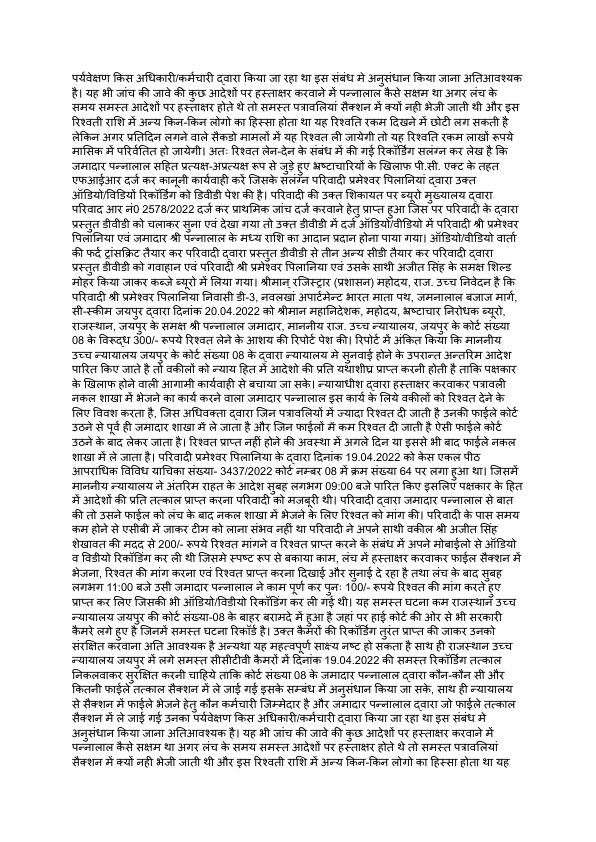 पर्यवेक्षण किस अधिकारी/कर्मचारी द्वारा किया जा रहा था इस संबंध मे अनुसंधान किया जाना अतिआवश्यक
है। यह भी जांच की जावे की कुछ आदेशों पर हस्ताक्षर करवाने में पन्नालाल कैसे सक्षम था अगर लंच के
समय समस्त आदेशों पर हस्ताक्षर होते थे तो समस्त पत्रावलियां सैक्शन में क्यों नही भेजी जाती थी और इस
रिश्वती राशि में अन्य किन-किन लोगो का हिस्सा होता था यह रिश्वति रकम दिखने में छोटी लग सकती है
लेकिन अगर प्रतिदिन लगने वाले सैकडो मामलों में यह रिश्वत ली जायेगी तो यह रिश्वति रकम लाखों रूपये
मासिक में परिर्वतित हो जायेगी। अतः रिश्वत लेन-देन के संबंध में की गई रिकॉर्डिंग सलंग्न कर लेख है कि
जमादार पन्नालाल सहित प्रत्यक्ष-अप्रत्यक्ष रूप से जुड़े हुए भ्रष्टाचारियों के खिलाफ पी.सी. एक्ट के तहत
एफआईआर दर्ज कर कानूनी कार्यवाही करें जिसके सलंग्न परिवादी प्रमेश्वर पिलानियां द्वारा उक्त
ऑडियो/विडियों रिकॉर्डिंग को डिवीडी पेश की है। परिवादी की उक्त शिकायत पर ब्यूरो मुख्यालय द्वारा
परिवाद आर नं0 2578/2022 दर्ज कर प्राथमिक जांच दर्ज करवाने हेतु प्राप्त हुआ जिस पर परिवादी के द्वारा
प्रस्तुत डीवीडी को चलाकर सुना एवं देखा गया तो उक्त डीवीडी में दर्ज ऑडियो/वीडियो में परिवादी श्री प्रमेश्वर
पिलानिया एवं जमादार श्री पन्नालाल के मध्य राशि का आदान प्रदान होना पाया गया। ऑडियो/वीडियो वार्ता
की फर्द ट्रांसक्रिट तैयार कर परिवादी द्वारा प्रस्तुत डीवीडी से तीन अन्य सीडी तैयार कर परिवादी द्वारा
प्रस्तुत डीवीडी को गवाहान एवं परिवादी श्री प्रमेश्वर पिलानिया एवं उसके साथी अजीत सिंह के समक्ष शिल्ड
मोहर किया जाकर कब्जे ब्यूरो में लिया गया। श्रीमान् रजिस्ट्रार (प्रशासन) महोदय, राज. उच्च निवेदन है कि
परिवादी श्री प्रमेश्वर पिलानिया निवासी डी-3, नवलखां अपार्टमेन्ट भारत माता पथ, जमनालाल बजाज मार्ग,
सी-स्कीम जयपुर द्वारा दिनांक 20.04.2022 को श्रीमान महानिदेशक, महोदय, भ्रष्टाचार निरोधक ब्यूरो,
राजस्थान, जयपुर के समक्ष श्री पन्नालाल जमादार, माननीय राज. उच्च न्यायालय, जयपुर के कोर्ट संख्या
08 के विरूद्ध 300/- रूपये रिश्वत लेने के आशय की रिपोर्ट पेश की। रिपोर्ट में अंकित किया कि माननीय
उच्च न्यायालय जयपुर के कोर्ट संख्या 08 के द्वारा न्यायालय मे सुनवाई होने के उपरान्त अन्तरिम आदेश
पारित किए जाते है तो वकीलों को न्याय हित में आदेशो की प्रति यथाशीघ्र प्राप्त करनी होती है ताकि पक्षकार
के खिलाफ होने वाली आगामी कार्यवाही से बचाया जा सके। न्यायाधीश द्वारा हस्ताक्षर करवाकर पत्रावली
नकल शाखा में भेजने का कार्य करने वाला जमादार पन्नालाल इस कार्य के लिये वकीलों को रिश्वत देने के
लिए विवश करता है, जिस अधिवक्ता द्वारा जिन पत्रावलियों में ज्यादा रिश्वत दी जाती है उनकी फाईले कोर्ट
उठने से पूर्व ही जमादार शाखा में ले जाता है और जिन फाईलों में कम रिश्वत दी जाती है ऐसी फाईले कोर्ट
उठने के बाद लेकर जाता है। रिश्वत प्राप्त नहीं होने की अवस्था में अगले दिन या इससे भी बाद फाईले नकल
शाखा में ले जाता है। परिवादी प्रमेश्वर पिलानिया के द्वारा दिनांक 19.04.2022 को केस एकल पीठ
आपराधिक विविध याचिका संख्या- 3437/2022 कोर्ट नम्बर 08 में क्रम संख्या 64 पर लगा हुआ था। जिसमें
माननीय न्यायालय ने अंतरिम राहत के आदेश सुबह लगभग 09:00 बजे पारित किए इसलिए पक्षकार के हित
में आदेशों की प्रति तत्काल प्राप्त करना परिवादी को मजबूरी थी। परिवादी द्वारा जमादार पन्नालाल से बात
की तो उसने फाईल को लंच के बाद नकल शाखा में भेजने के लिए रिश्वत को मांग की। परिवादी के पास समय
कम होने से एसीबी में जाकर टीम को लाना संभव नहीं था परिवादी ने अपने साथी वकील श्री अजीत सिंह
शेखावत की मदद से 200/- रूपये रिश्वत मांगने व रिश्वत प्राप्त करने के संबंध में अपने मोबाईलो से ऑडियो
व विडीयो रिकॉर्डिंग कर ली थी जिसमे स्पष्ट रूप से बकाया काम, लंच में हस्ताक्षर करवाकर फाईल सैक्शन में
भेजना, रिश्वत की मांग करना एवं रिश्वत प्राप्त करना दिखाई और सुनाई दे रहा है तथा लंच के बाद सुबह
लगभग 11:00 बजे उसी जमादार पन्नालाल ने काम पूर्ण कर पुनः 100/- रूपये रिश्वत की मांग करते हुए
प्राप्त कर लिए जिसकी भी ऑडियो/विडीयो रिकॉर्डिंग कर ली गई थी। यह समस्त घटना कम राजस्थान उच्च
न्यायालय जयपुर की कोर्ट संख्या-08 के बाहर बरामदे में हुआ है जहां पर हाई कोर्ट की ओर से भी सरकारी
कैमरे लगे हुए है जिनमें समस्त घटना रिकॉर्ड है। उक्त कैमरों की रिकॉर्डिंग तुरंत प्राप्त की जाकर उनको
संरक्षित करवाना अति आवश्यक है अन्यथा यह महत्वपूर्ण साक्ष्य नष्ट हो सकता है साथ ही राजस्थान उच्च
न्यायालय जयपुर में लगे समस्त सीसीटीवी कैमरों में दिनांक 19.04.2022 की समस्त रिकॉर्डिंग तत्काल
निकलवाकर सुरक्षित करनी चाहिये ताकि कोर्ट संख्या 08 के जमादार पन्नालाल द्वारा कौन-कौन सी और
कितनी फाईले तत्काल सैक्शन में ले जाई गई इसके सम्बंध में अनुसंधान किया जा सके, साथ ही न्यायालय
से सैक्शन में फाईले भेजने हेतु कौन कर्मचारी जिम्मेदार है और जमादार पन्नालाल द्वारा जो फाईले तत्काल
सैक्शन में ले जाई गई उनका पर्यवेक्षण किस अधिकारी/कर्मचारी द्वारा किया जा रहा था इस संबंध मे
अनुसंधान किया जाना अतिआवश्यक है। यह भी जांच की जावे की कुछ आदेशों पर हस्ताक्षर करवाने में
पन्नालाल कैसे सक्षम था अगर लंच के समय समस्त आदेशों पर हस्ताक्षर होते थे तो समस्त पत्रावलियां
सैक्शन में क्यों नही भेजी जाती थी और इस रिश्वती राशि में अन्य किन-किन लोगो का हिस्सा होता था यह